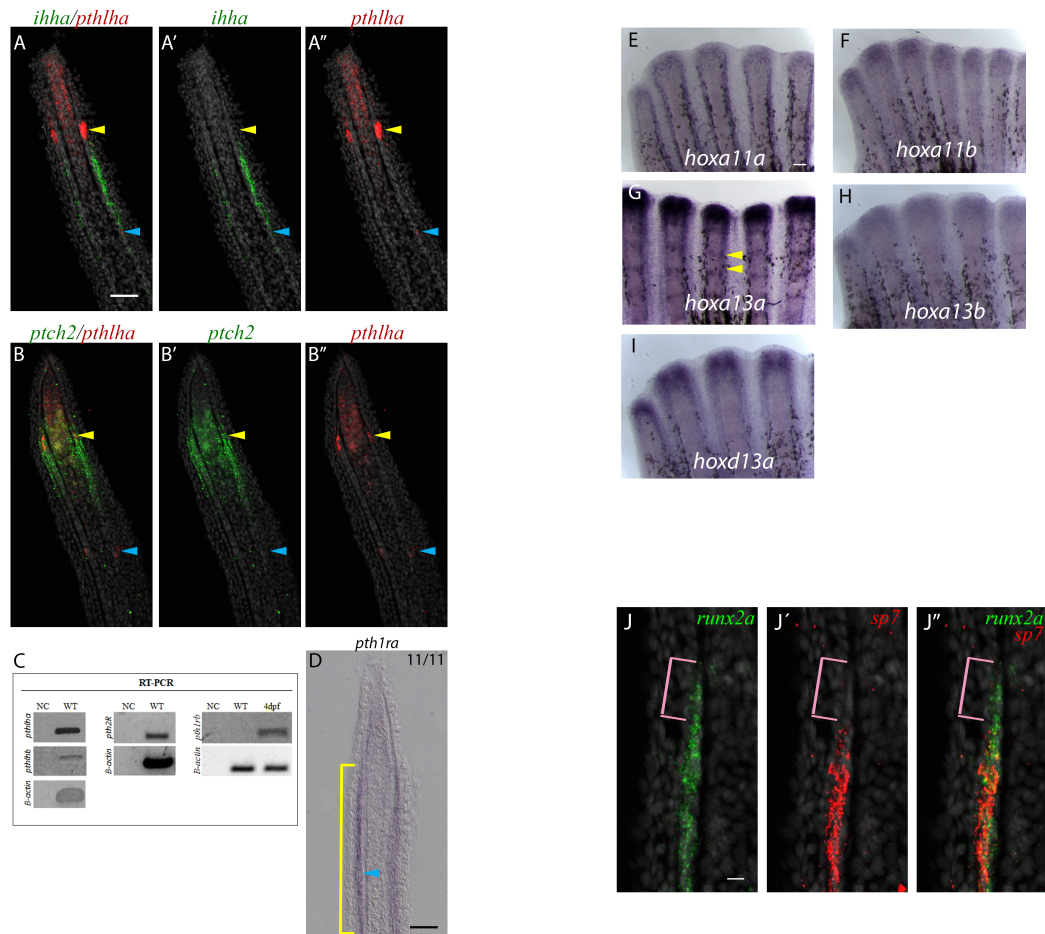 ihha/pthlha
ihha
pthlha
A
A′
A″
ptch2/pthlha
ptch2
pthlha
B
B′
B″
C
RT-PCR
NC WT
pthlha
pthlhb
B-actin
NC WT
pth2R
B-actin
NC WT 4dpf
pth1rb
B-actin
pth1ra
D
11/11
E
hoxa11a
F
hoxa11b
G
hoxa13a
H
hoxa13b
I
hoxd13a
J
runx2a
J′
sp7
J″
runx2a
sp7